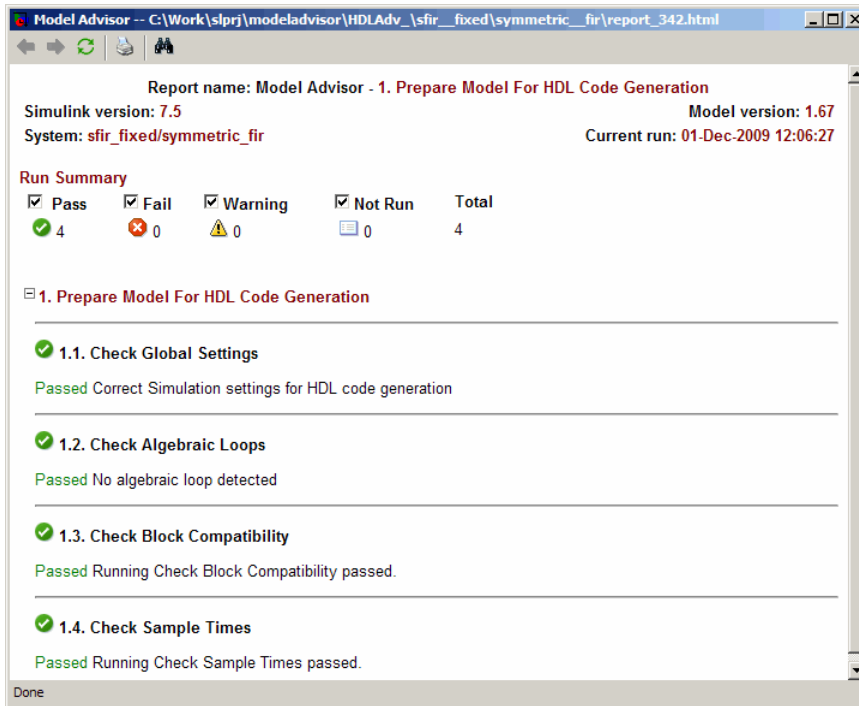 Model Advisor -- C:\Work\slprj\modeladvisor\HDLAdv_\sfir__fixed\symmetric__fir\report_342.html
Report name: Model Advisor - 1. Prepare Model For HDL Code Generation
Simulink version: 7.5 Model version: 1.67
System: sfir_fixed/symmetric_fir Current run: 01-Dec-2009 12:06:27
Run Summary
Pass Fail Warning Not Run Total
4 0 0 0 4
1. Prepare Model For HDL Code Generation
1.1. Check Global Settings
Passed Correct Simulation settings for HDL code generation
1.2. Check Algebraic Loops
Passed No algebraic loop detected
1.3. Check Block Compatibility
Passed Running Check Block Compatibility passed.
1.4. Check Sample Times
Passed Running Check Sample Times passed.
Done